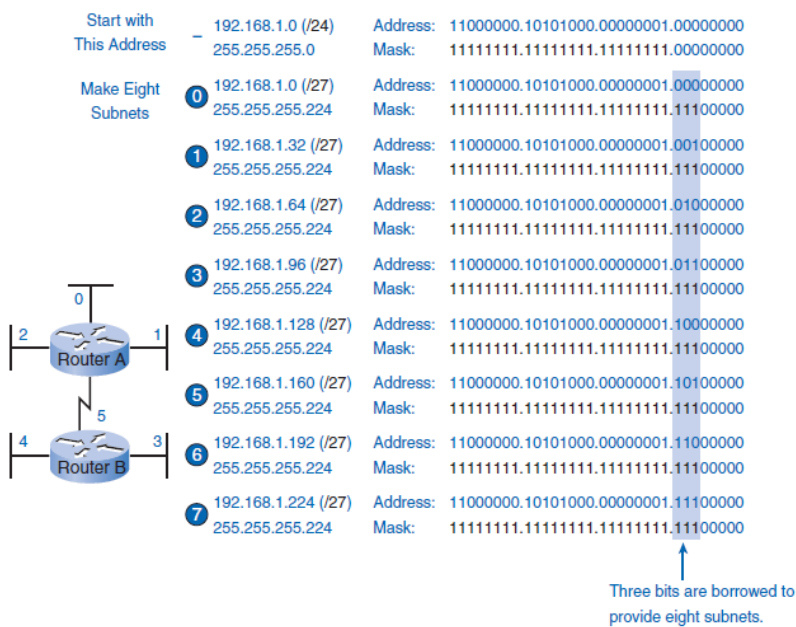 Start with
This Address
– 192.168.1.0 (/24) Address: 11000000.10101000.00000001.00000000
255.255.255.0 Mask: 11111111.11111111.11111111.00000000
Make Eight
Subnets
0 192.168.1.0 (/27) Address: 11000000.10101000.00000001.00000000
255.255.255.224 Mask: 11111111.11111111.11111111.11100000
1 192.168.1.32 (/27) Address: 11000000.10101000.00000001.00100000
255.255.255.224 Mask: 11111111.11111111.11111111.11100000
2 192.168.1.64 (/27) Address: 11000000.10101000.00000001.01000000
255.255.255.224 Mask: 11111111.11111111.11111111.11100000
3 192.168.1.96 (/27) Address: 11000000.10101000.00000001.01100000
255.255.255.224 Mask: 11111111.11111111.11111111.11100000
4 192.168.1.128 (/27) Address: 11000000.10101000.00000001.10000000
255.255.255.224 Mask: 11111111.11111111.11111111.11100000
5 192.168.1.160 (/27) Address: 11000000.10101000.00000001.10100000
255.255.255.224 Mask: 11111111.11111111.11111111.11100000
6 192.168.1.192 (/27) Address: 11000000.10101000.00000001.11000000
255.255.255.224 Mask: 11111111.11111111.11111111.11100000
7 192.168.1.224 (/27) Address: 11000000.10101000.00000001.11100000
255.255.255.224 Mask: 11111111.11111111.11111111.11100000
0
2 1
Router A
5
4 3
Router B
Three bits are borrowed to
provide eight subnets.